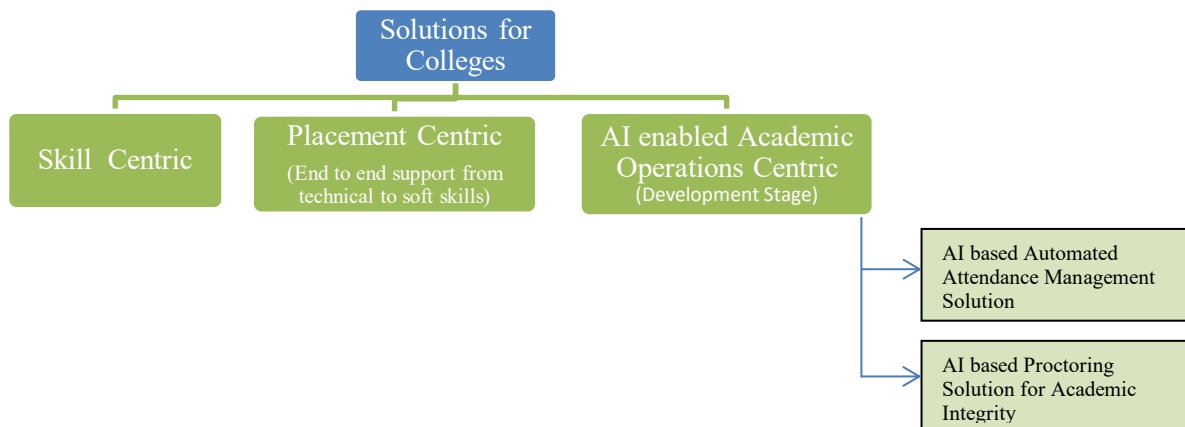 Solutions for
Colleges
Skill Centric
Placement Centric
(End to end support from
technical to soft skills)
AI enabled Academic
Operations Centric
(Development Stage)
AI based Automated
Attendance Management
Solution
AI based Proctoring
Solution for Academic
Integrity